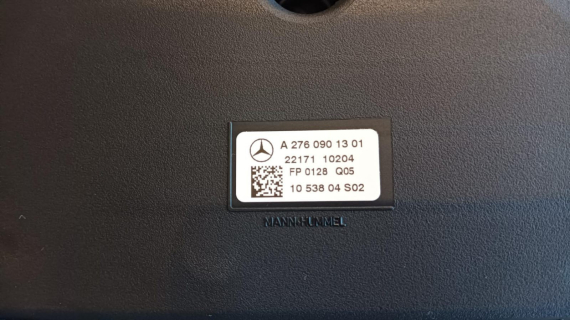 A 276 090 13 01
22171 10204
FP 0128 Q05
10 538 04 S02
MANN+HUMMEL